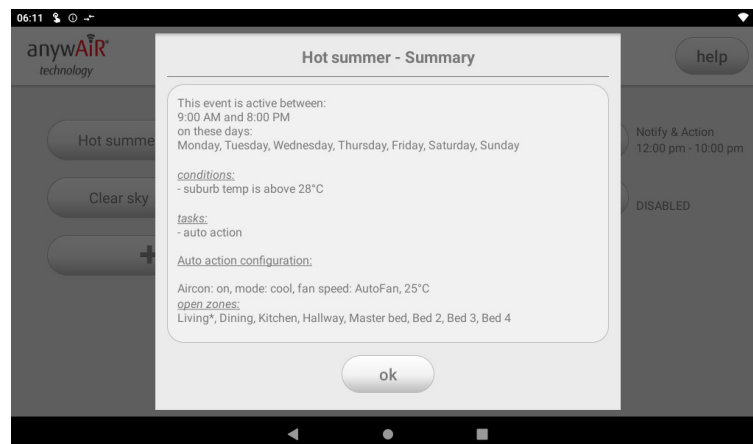 06:11
anywAiR
technology
Hot summer - Summary
help
This event is active between:
9:00 AM and 8:00 PM
on these days:
Monday, Tuesday, Wednesday, Thursday, Friday, Saturday, Sunday
conditions:
- suburb temp is above 28°C
tasks:
- auto action
Auto action configuration:
Aircon: on, mode: cool, fan speed: AutoFan, 25°C
open zones:
Living*, Dining, Kitchen, Hallway, Master bed, Bed 2, Bed 3, Bed 4
ok
Hot summe
Notify & Action
12:00 pm - 10:00 pm
Clear sky
DISABLED
+